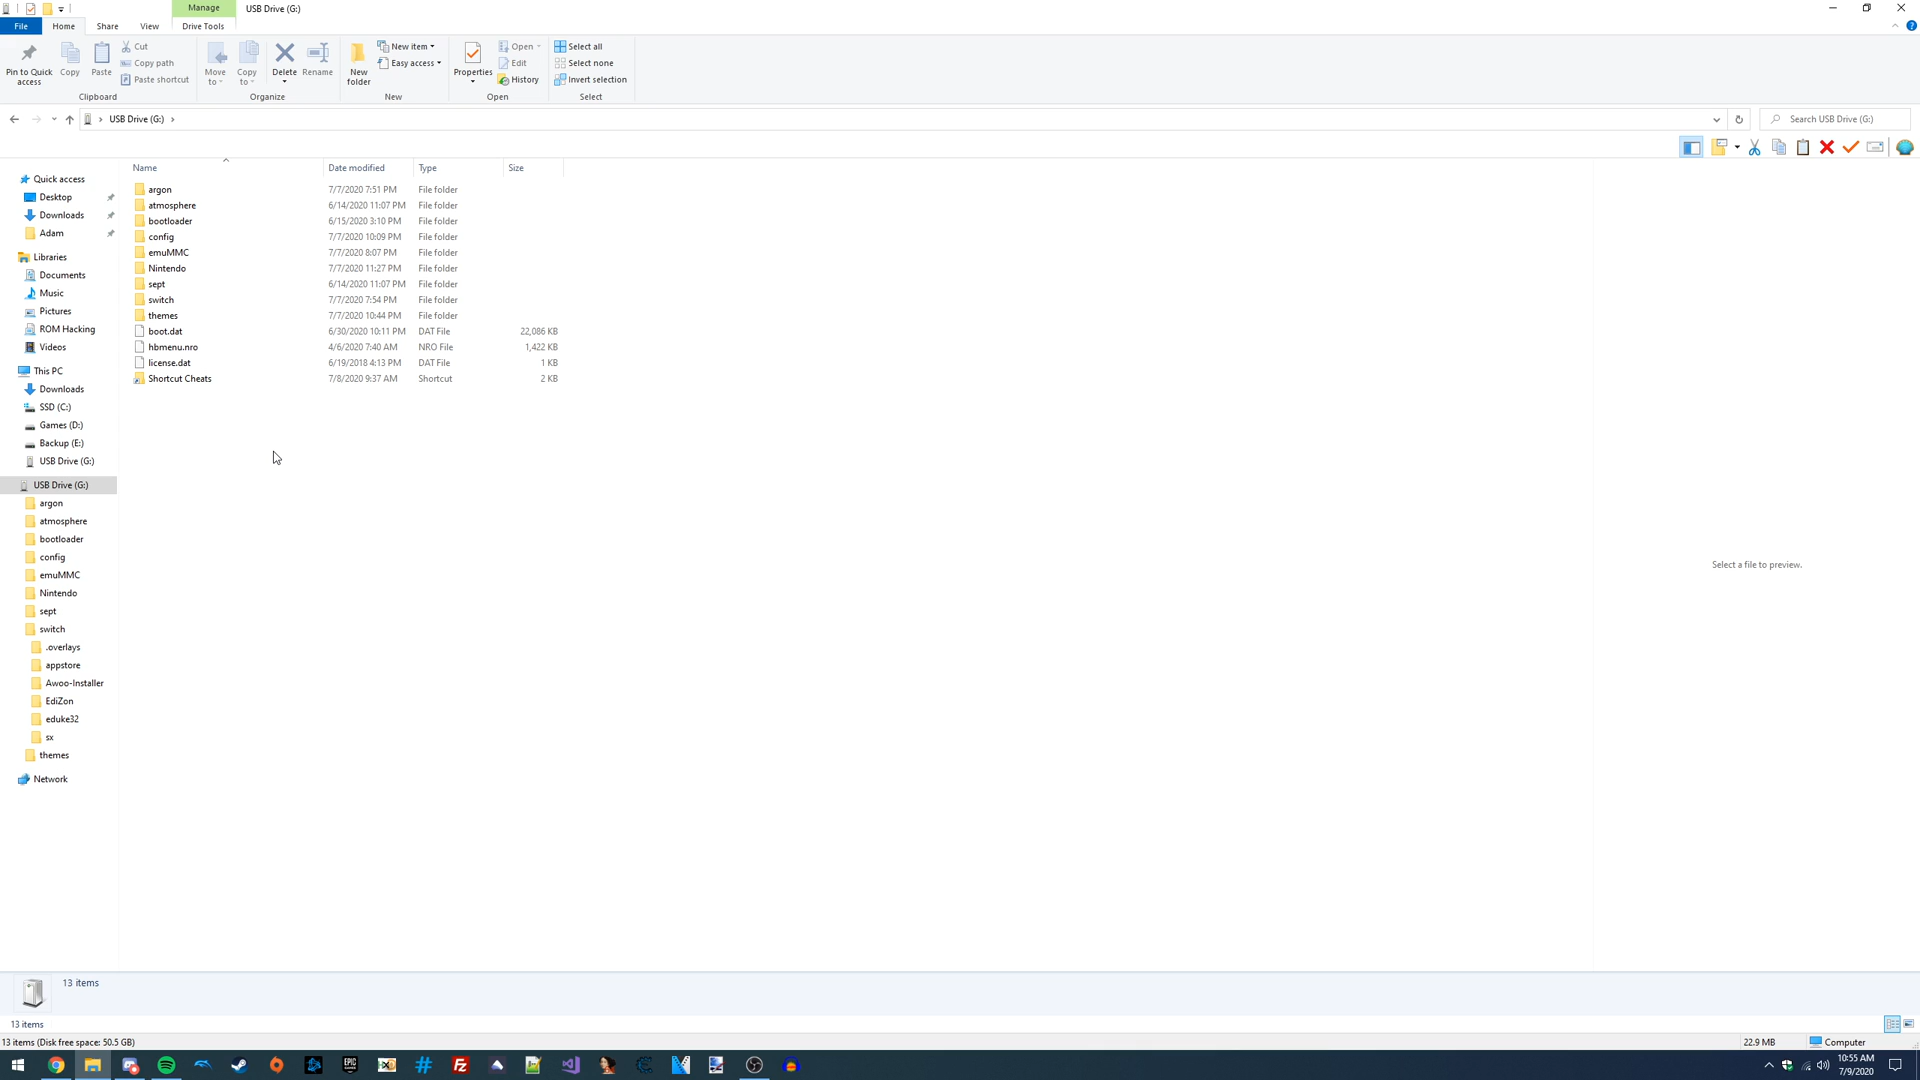 Manage
USB Drive (G:)
File
Home
Share
View
Drive Tools
Pin to Quick access
Copy
Paste
Cut
Copy path
Paste shortcut
Clipboard
Move to
Copy to
Delete
Rename
Organize
New folder
New item
Easy access
New
Properties
Open
Edit
History
Open
Select all
Select none
Invert selection
Select
USB Drive (G:)
Search USB Drive (G:)
Name Date modified Type Size
argon 7/7/2020 7:51 PM File folder
atmosphere 6/14/2020 11:07 PM File folder
bootloader 6/15/2020 3:10 PM File folder
config 7/7/2020 10:09 PM File folder
emuMMC 7/7/2020 8:07 PM File folder
Nintendo 7/7/2020 11:27 PM File folder
sept 6/14/2020 11:07 PM File folder
switch 7/7/2020 7:54 PM File folder
themes 7/7/2020 10:44 PM File folder
boot.dat 6/30/2020 10:11 PM DAT File 22,086 KB
hbmenu.nro 4/6/2020 7:40 AM NRO File 1,422 KB
license.dat 6/19/2018 4:13 PM DAT File 1 KB
Shortcut Cheats 7/8/2020 9:37 AM Shortcut 2 KB
Quick access
Desktop
Downloads
Adam
Libraries
Documents
Music
Pictures
ROM Hacking
Videos
This PC
Downloads
SSD (C:)
Games (D:)
Backup (E:)
USB Drive (G:)
USB Drive (G:)
argon
atmosphere
bootloader
config
emuMMC
Nintendo
sept
switch
.overlays
appstore
Awoo-Installer
EdiZon
eduke32
sx
themes
Network
Select a file to preview.
13 items
13 items
13 items (Disk free space: 50.5 GB)
22.9 MB
Computer
EPIC
FZ
10:55 AM
7/9/2020